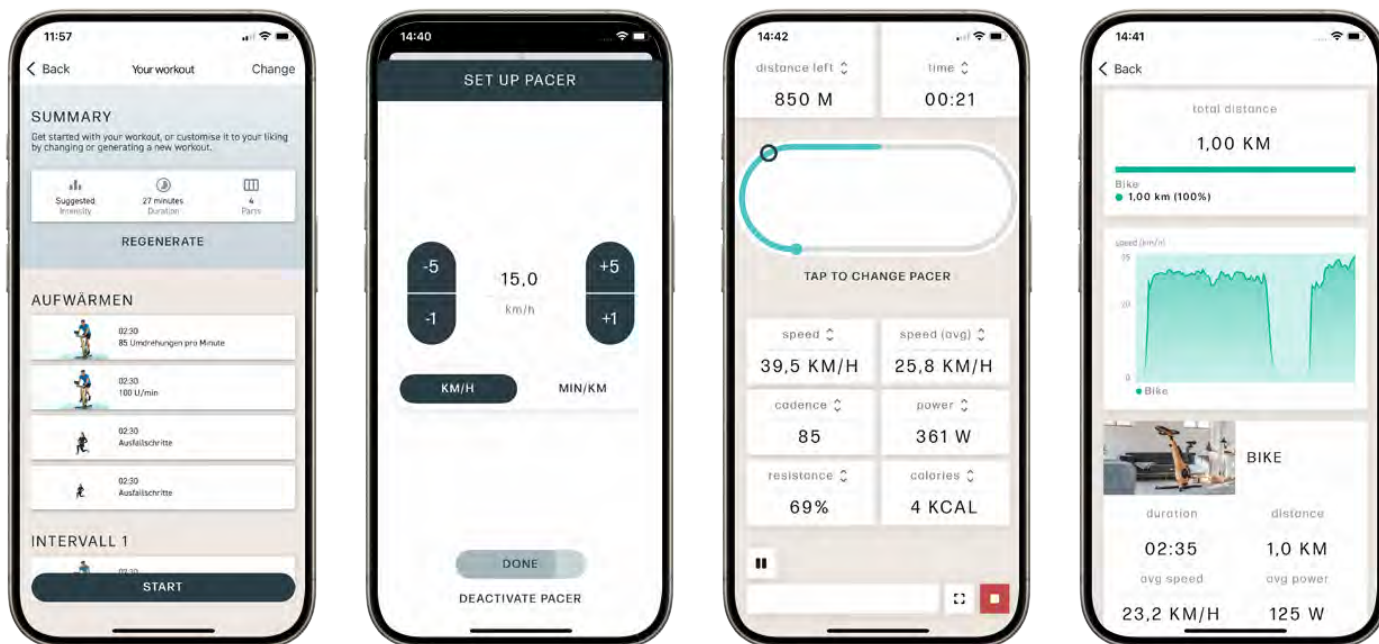 11:57
Back
Your workout
Change
SUMMARY
Get started with your workout, or customise it to your liking
by changing or generating a new workout.
Suggested
Intensity
27 minutes
Duration
4
Parts
REGENERATE
AUFWÄRMEN
02:30
85 Umdrehungen pro Minute
02:30
100 U/min
02:30
Ausfallschritte
02:30
Ausfallschritte
INTERVALL 1
02:30
START
14:40
SET UP PACER
-5
-1
15,0
km/h
+5
+1
KM/H
MIN/KM
DONE
DEACTIVATE PACER
14:42
distance left
850 M
time
00:21
TAP TO CHANGE PACER
speed
39,5 KM/H
speed (avg)
25,8 KM/H
cadence
85
power
361 W
resistance
69%
calories
4 KCAL
14:41
Back
total distance
1,00 KM
Bike
1,00 km (100%)
speed (km/h)
20
0
Bike
BIKE
duration
02:35
distance
1,0 KM
avg speed
23,2 KM/H
avg power
125 W